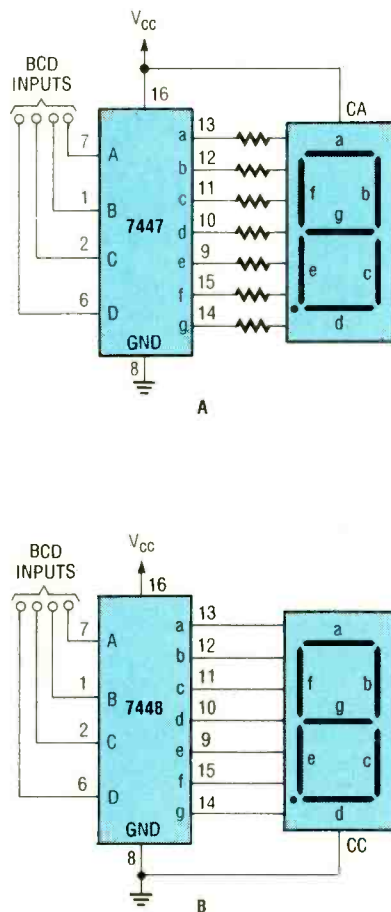 VCC
BCD
INPUTS
16
CA
7 A
1 B
2 C
6 D
7447
GND
8
a 13
b 12
c 11
d 10
e 9
f 15
g 14
a
f b
g
e c
d
A
VCC
BCD
INPUTS
16
7 A
1 B
2 C
6 D
7448
GND
8
a 13
b 12
c 11
d 10
e 9
f 15
g 14
a
f b
g
e c
d
CC
B